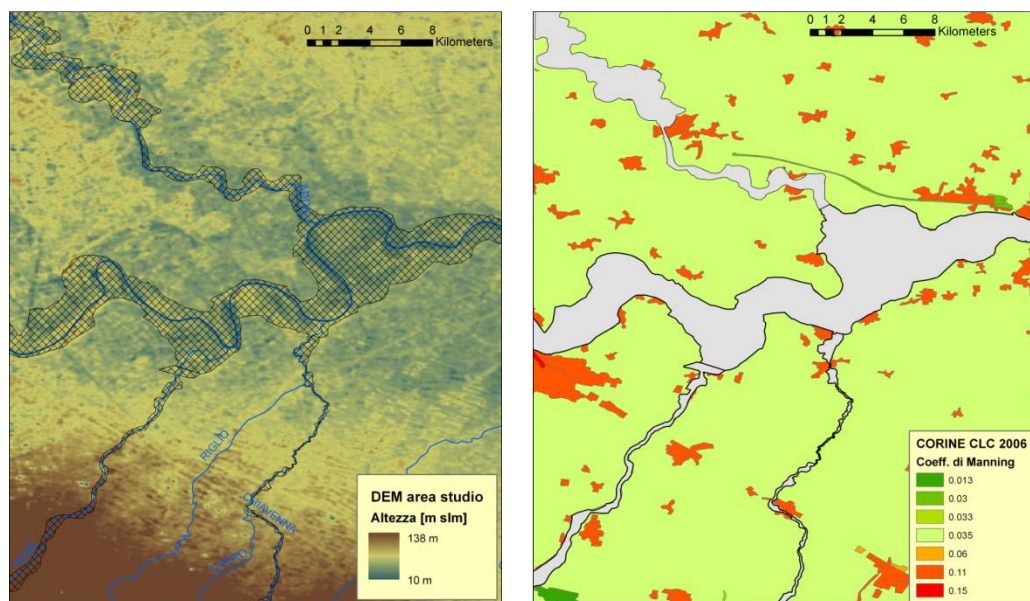 0 1 2 4 6 8
Kilometers
RIGLIO
CHIAVENNA
DEM area studio
Altezza [m slm]
138 m
10 m
0 1 2 4 6 8
Kilometers
CORINE CLC 2006
Coeff. di Manning
0.013
0.03
0.033
0.035
0.06
0.11
0.15